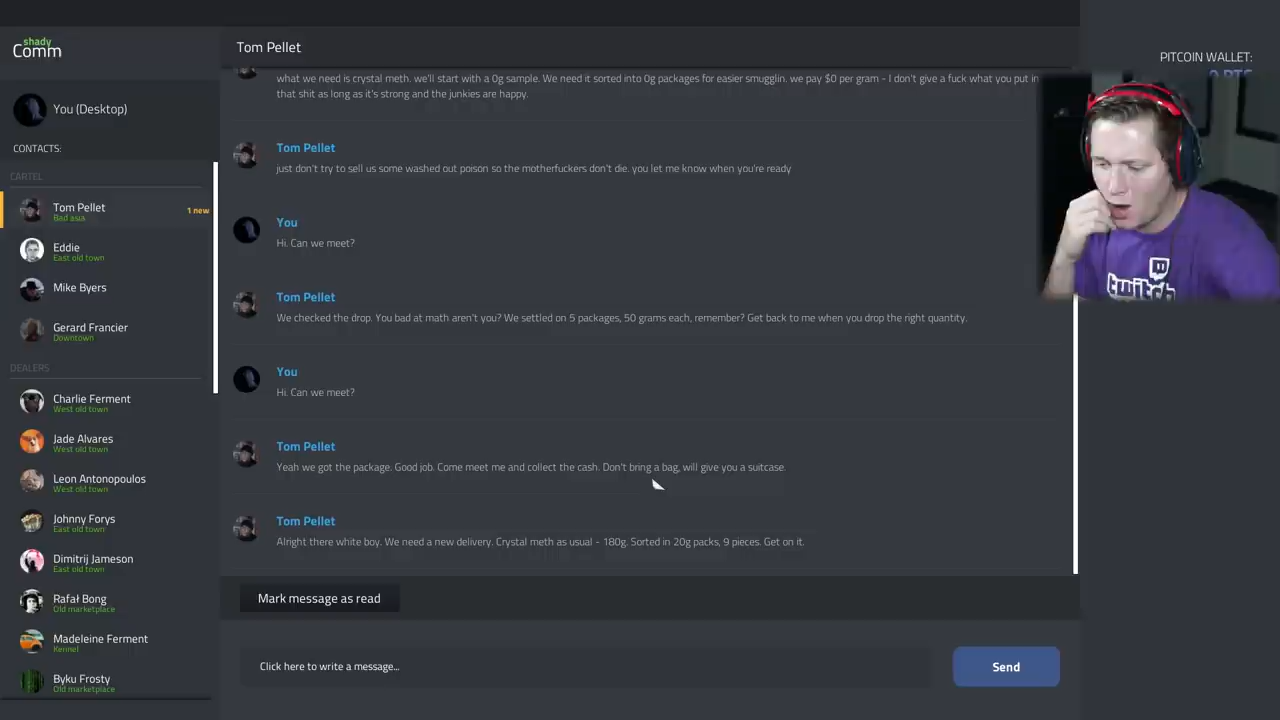 shady
Comm
Tom Pellet
PITCOIN WALLET:
You (Desktop)
CONTACTS:
CARTEL
Tom Pellet
Bad asia
1 new
Eddie
East old town
Mike Byers
Gerard Francier
Downtown
DEALERS
Charlie Ferment
West old town
Jade Alvares
West old town
Leon Antonopoulos
West old town
Johnny Forys
East old town
Dimitrij Jameson
East old town
Rafał Bong
Old marketplace
Madeleine Ferment
Kernel
Byku Frosty
Old marketplace
what we need is crystal meth. we'll start with a 0g sample. We need it sorted into 0g packages for easier smugglin. we pay $0 per gram - I don't give a fuck what you put in
that shit as long as it's strong and the junkies are happy.
Tom Pellet
just don't try to sell us some washed out poison so the motherfuckers don't die. you let me know when you're ready
You
Hi. Can we meet?
Tom Pellet
We checked the drop. You bad at math aren't you? We settled on 5 packages, 50 grams each, remember? Get back to me when you drop the right quantity.
You
Hi. Can we meet?
Tom Pellet
Yeah we got the package. Good job. Come meet me and collect the cash. Don't bring a bag, will give you a suitcase.
Tom Pellet
Alright there white boy. We need a new delivery. Crystal meth as usual - 180g. Sorted in 20g packs, 9 pieces. Get on it.
Mark message as read
Click here to write a message...
Send
twitch